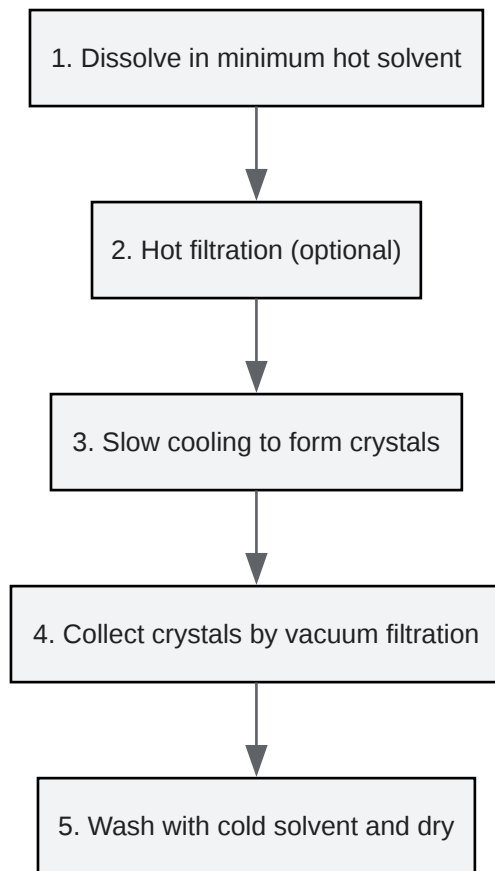 1. Dissolve in minimum hot solvent
2. Hot filtration (optional)
3. Slow cooling to form crystals
4. Collect crystals by vacuum filtration
5. Wash with cold solvent and dry